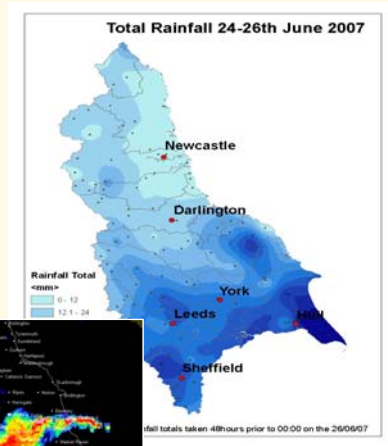 Total Rainfall 24-26th June 2007
Newcastle
Darlington
York
Leeds
Hull
Sheffield
Rainfall Total
<mm>
0 - 12
12.1 - 24
totals taken 48hours prior to 00:00 on the 26/06/07